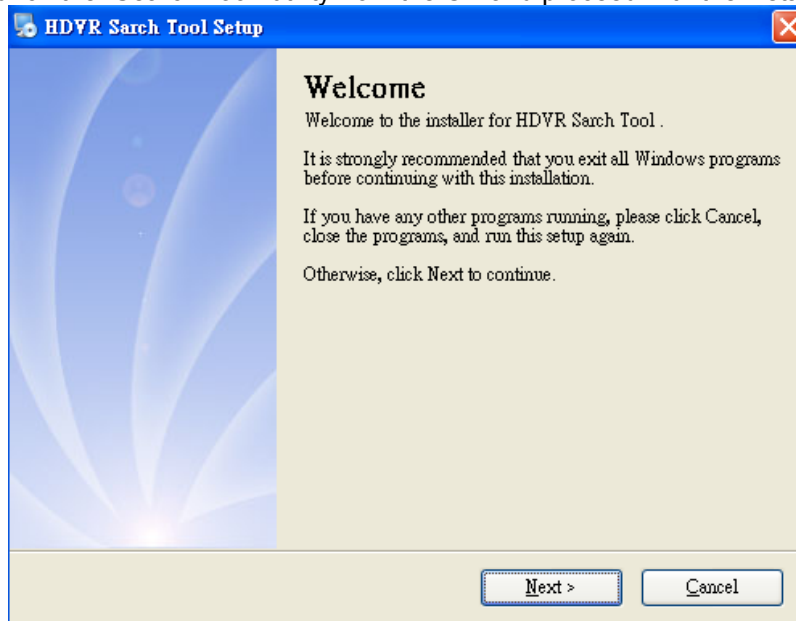 HDVR Sarch Tool Setup
Welcome
Welcome to the installer for HDVR Sarch Tool .
It is strongly recommended that you exit all Windows programs
before continuing with this installation.
If you have any other programs running, please click Cancel,
close the programs, and run this setup again.
Otherwise, click Next to continue.
Next >
Cancel